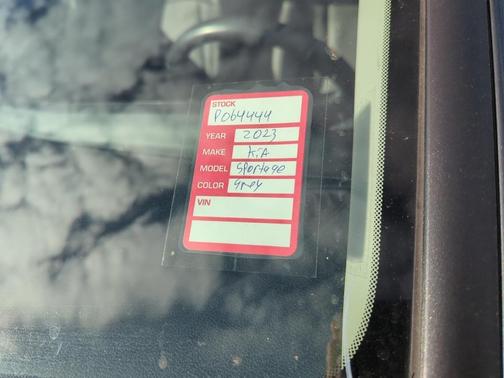 STOCK
P064444
YEAR 2023
MAKE KiA
MODEL Sportage
COLOR Grey
VIN